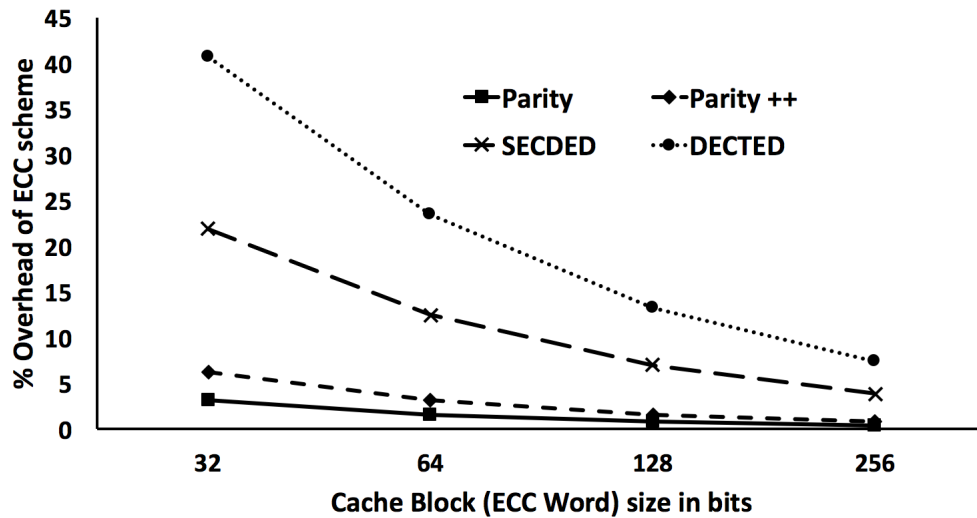 % Overhead of ECC scheme
45
40
35
30
25
20
15
10
5
0
Parity
Parity ++
SECDED
DECTED
32
64
128
256
Cache Block (ECC Word) size in bits